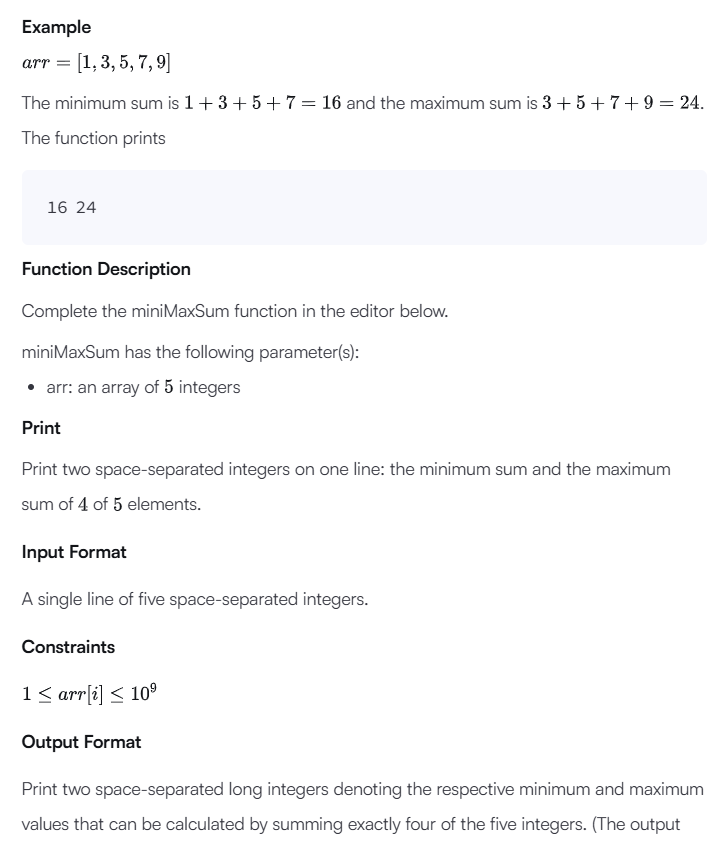 Example
arr = [1, 3, 5, 7, 9]
The minimum sum is 1 + 3 + 5 + 7 = 16 and the maximum sum is 3 + 5 + 7 + 9 = 24.
The function prints
16 24
Function Description
Complete the miniMaxSum function in the editor below.
miniMaxSum has the following parameter(s):
• arr: an array of 5 integers
Print
Print two space-separated integers on one line: the minimum sum and the maximum
sum of 4 of 5 elements.
Input Format
A single line of five space-separated integers.
Constraints
1 ≤ arr[i] ≤ 10⁹
Output Format
Print two space-separated long integers denoting the respective minimum and maximum
values that can be calculated by summing exactly four of the five integers. (The output